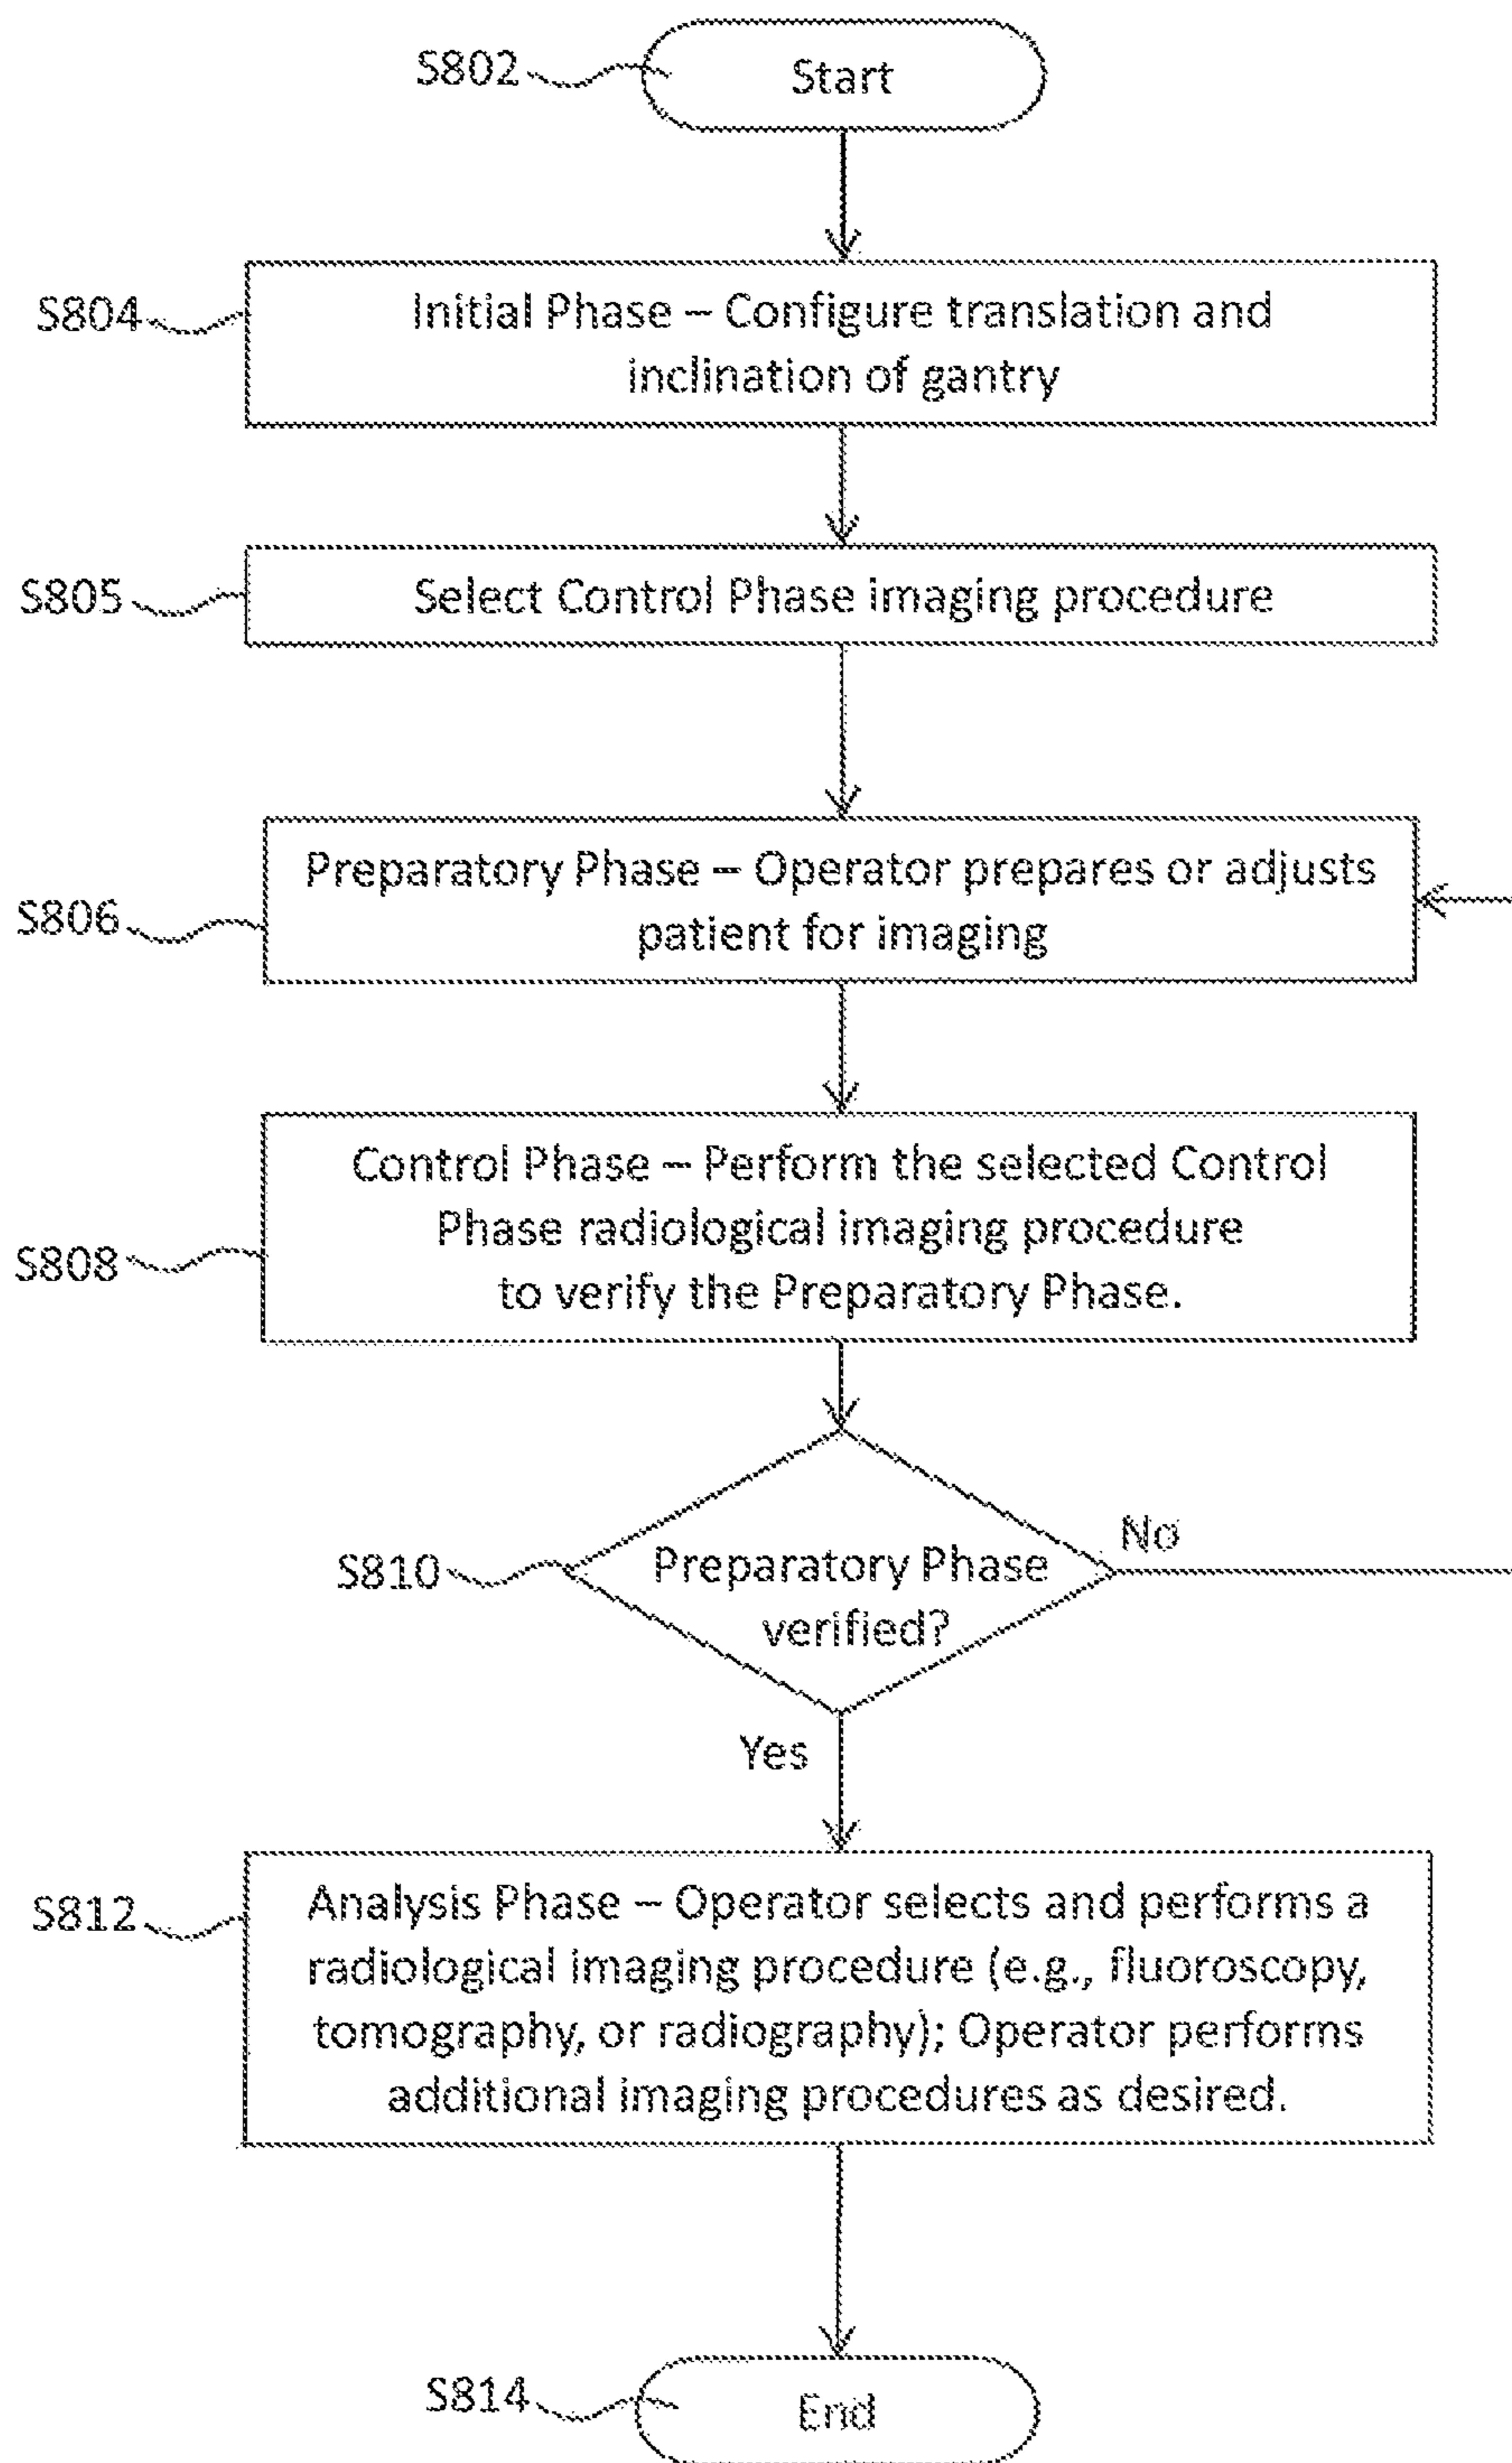 S802
Start
S804
Initial Phase – Configure translation and
inclination of gantry
S805
Select Control Phase imaging procedure
S806
Preparatory Phase – Operator prepares or adjusts
patient for imaging
S808
Control Phase – Perform the selected Control
Phase radiological imaging procedure
to verify the Preparatory Phase.
S810
Preparatory Phase
verified?
No
Yes
S812
Analysis Phase – Operator selects and performs a
radiological imaging procedure (e.g., fluoroscopy,
tomography, or radiography); Operator performs
additional imaging procedures as desired.
S814
End